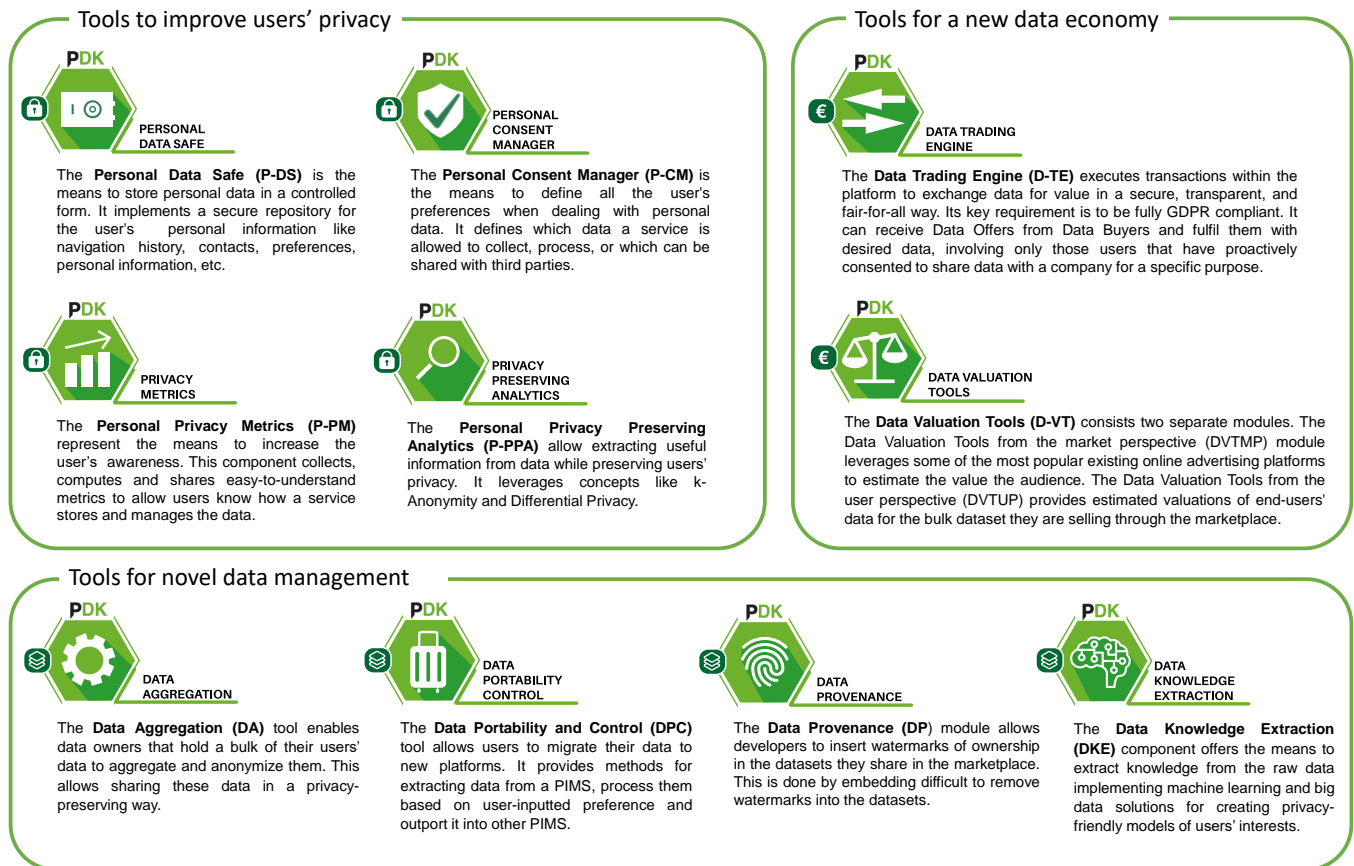 Tools to improve users' privacy
PDK
PERSONAL
DATA SAFE
The Personal Data Safe (P-DS) is the
means to store personal data in a controlled
form. It implements a secure repository for
the user's personal information like
navigation history, contacts, preferences,
personal information, etc.
PDK
PERSONAL
CONSENT
MANAGER
The Personal Consent Manager (P-CM) is
the means to define all the user's
preferences when dealing with personal
data. It defines which data a service is
allowed to collect, process, or which can be
shared with third parties.
PDK
PRIVACY
METRICS
The Personal Privacy Metrics (P-PM)
represent the means to increase the
user's awareness. This component collects,
computes and shares easy-to-understand
metrics to allow users know how a service
stores and manages the data.
PDK
PRIVACY
PRESERVING
ANALYTICS
The Personal Privacy Preserving
Analytics (P-PPA) allow extracting useful
information from data while preserving users'
privacy. It leverages concepts like k-
Anonymity and Differential Privacy.
Tools for a new data economy
PDK
€
DATA TRADING
ENGINE
The Data Trading Engine (D-TE) executes transactions within the
platform to exchange data for value in a secure, transparent, and
fair-for-all way. Its key requirement is to be fully GDPR compliant. It
can receive Data Offers from Data Buyers and fulfil them with
desired data, involving only those users that have proactively
consented to share data with a company for a specific purpose.
PDK
€
DATA VALUATION
TOOLS
The Data Valuation Tools (D-VT) consists two separate modules. The
Data Valuation Tools from the market perspective (DVTMP) module
leverages some of the most popular existing online advertising platforms
to estimate the value the audience. The Data Valuation Tools from the
user perspective (DVTUP) provides estimated valuations of end-users'
data for the bulk dataset they are selling through the marketplace.
Tools for novel data management
PDK
DATA
AGGREGATION
The Data Aggregation (DA) tool enables
data owners that hold a bulk of their users'
data to aggregate and anonymize them. This
allows sharing these data in a privacy-
preserving way.
PDK
DATA
PORTABILITY
CONTROL
The Data Portability and Control (DPC)
tool allows users to migrate their data to
new platforms. It provides methods for
extracting data from a PIMS, process them
based on user-inputted preference and
outport it into other PIMS.
PDK
DATA
PROVENANCE
The Data Provenance (DP) module allows
developers to insert watermarks of ownership
in the datasets they share in the marketplace.
This is done by embedding difficult to remove
watermarks into the datasets.
PDK
DATA
KNOWLEDGE
EXTRACTION
The Data Knowledge Extraction
(DKE) component offers the means to
extract knowledge from the raw data
implementing machine learning and big
data solutions for creating privacy-
friendly models of users' interests.